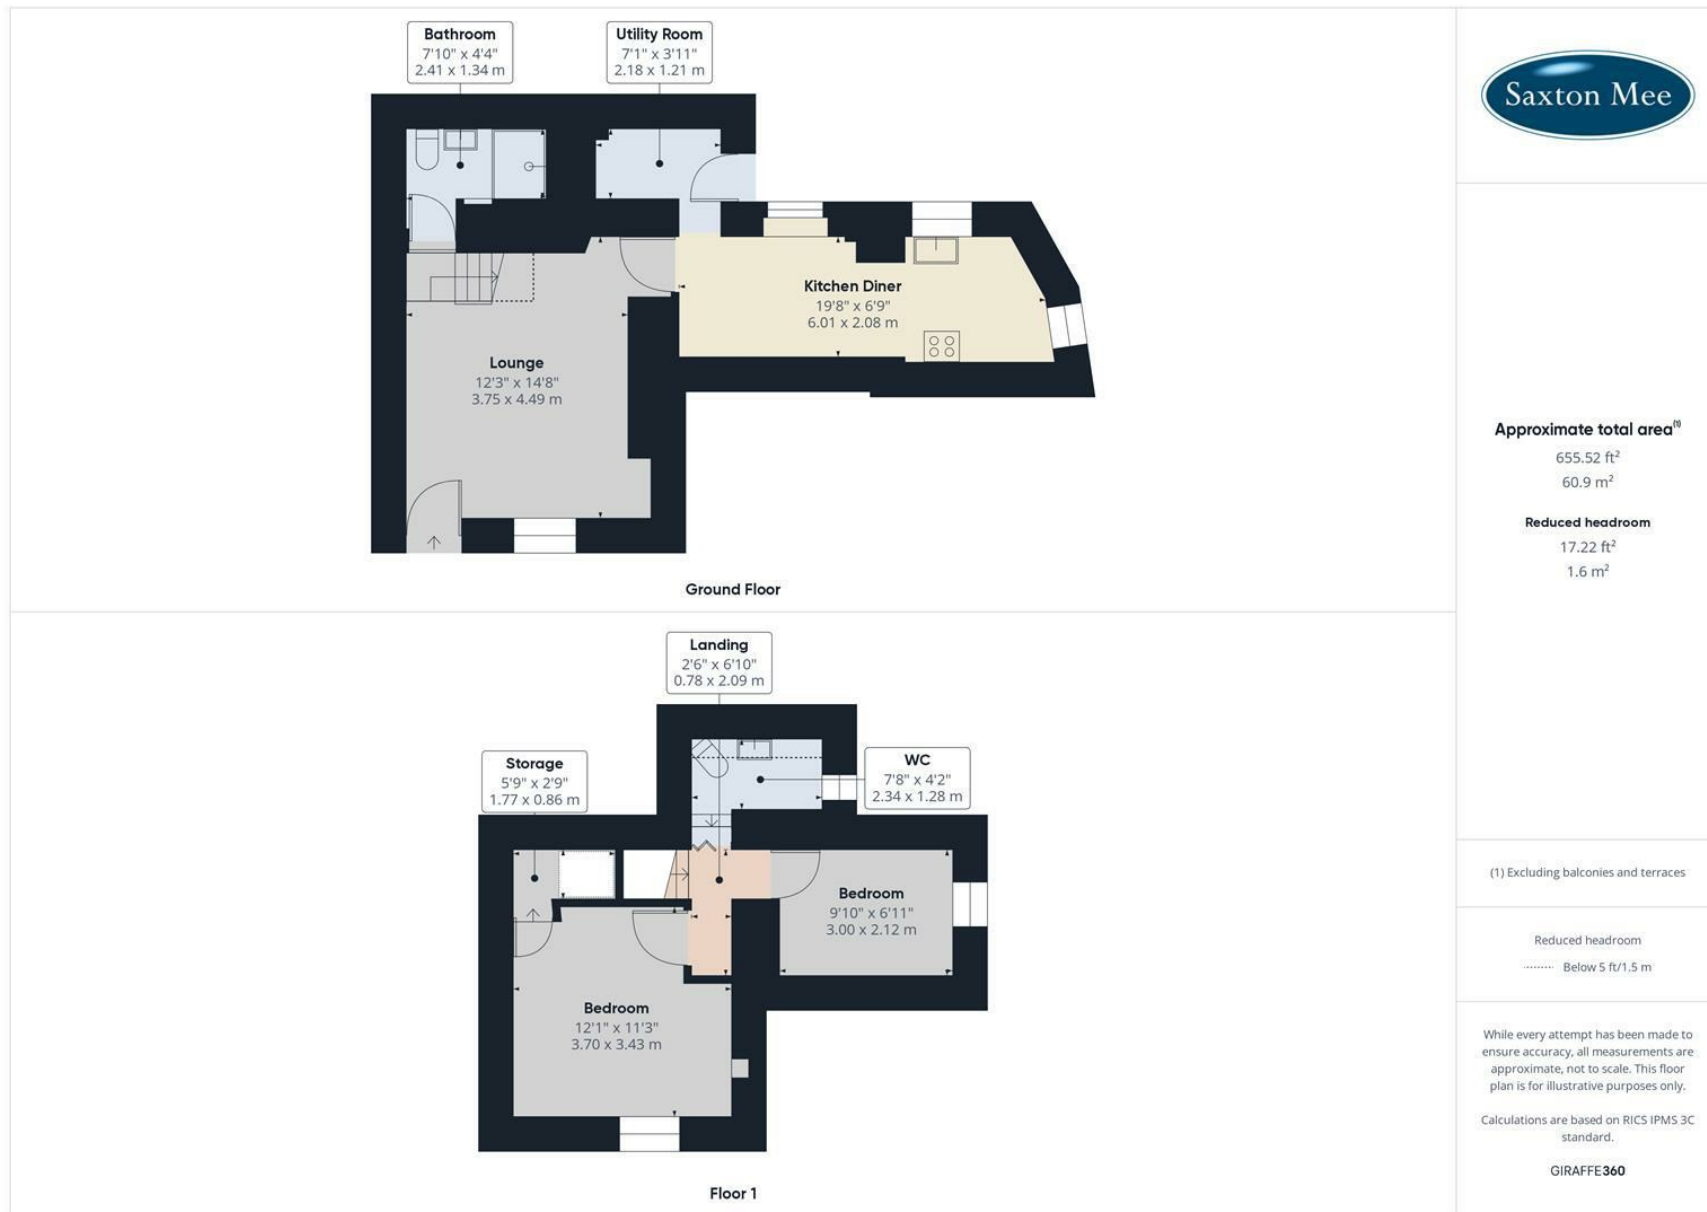 Bathroom
7'10" x 4'4"
2.41 x 1.34 m
Utility Room
7'1" x 3'11"
2.18 x 1.21 m
Kitchen Diner
19'8" x 6'9"
6.01 x 2.08 m
Lounge
12'3" x 14'8"
3.75 x 4.49 m
Ground Floor
Landing
2'6" x 6'10"
0.78 x 2.09 m
Storage
5'9" x 2'9"
1.77 x 0.86 m
WC
7'8" x 4'2"
2.34 x 1.28 m
Bedroom
9'10" x 6'11"
3.00 x 2.12 m
Bedroom
12'1" x 11'3"
3.70 x 3.43 m
Floor 1
Saxton Mee
Approximate total area(1)
655.52 ft²
60.9 m²
Reduced headroom
17.22 ft²
1.6 m²
(1) Excluding balconies and terraces
Reduced headroom
Below 5 ft/1.5 m
While every attempt has been made to
ensure accuracy, all measurements are
approximate, not to scale. This floor
plan is for illustrative purposes only.
Calculations are based on RICS IPMS 3C
standard.
GIRAFFE360